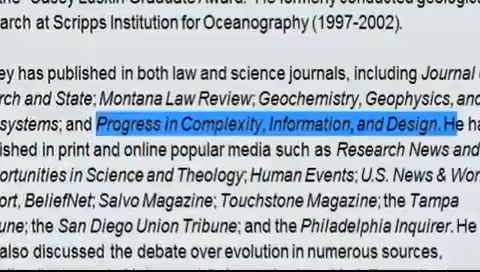 the "Casey Luskin Graduate Award." He formerly conducted geological
arch at Scripps Institution for Oceanography (1997-2002).
ey has published in both law and science journals, including Journal
rch and State; Montana Law Review; Geochemistry, Geophysics, and
systems; and Progress in Complexity, Information, and Design. He ha
ished in print and online popular media such as Research News and
ortunities in Science and Theology; Human Events; U.S. News & Wor
ort, BeliefNet; Salvo Magazine; Touchstone Magazine; the Tampa
une; the San Diego Union Tribune; and the Philadelphia Inquirer. He
also discussed the debate over evolution in numerous sources,